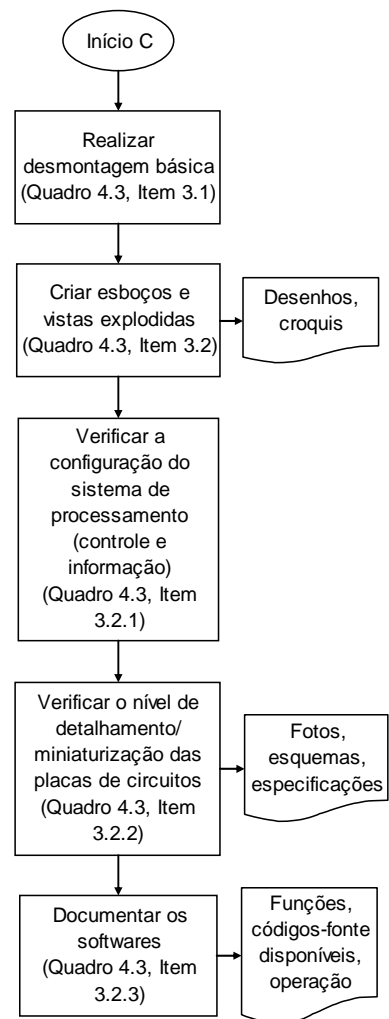 Início C
Realizar
desmontagem básica
(Quadro 4.3, Item 3.1)
Criar esboços e
vistas explodidas
(Quadro 4.3, Item 3.2)
Desenhos,
croquis
Verificar a
configuração do
sistema de
processamento
(controle e
informação)
(Quadro 4.3, Item
3.2.1)
Verificar o nível de
detalhamento/
miniaturização das
placas de circuitos
(Quadro 4.3, Item
3.2.2)
Fotos,
esquemas,
especificações
Documentar os
softwares
(Quadro 4.3, Item
3.2.3)
Funções,
códigos-fonte
disponíveis,
operação